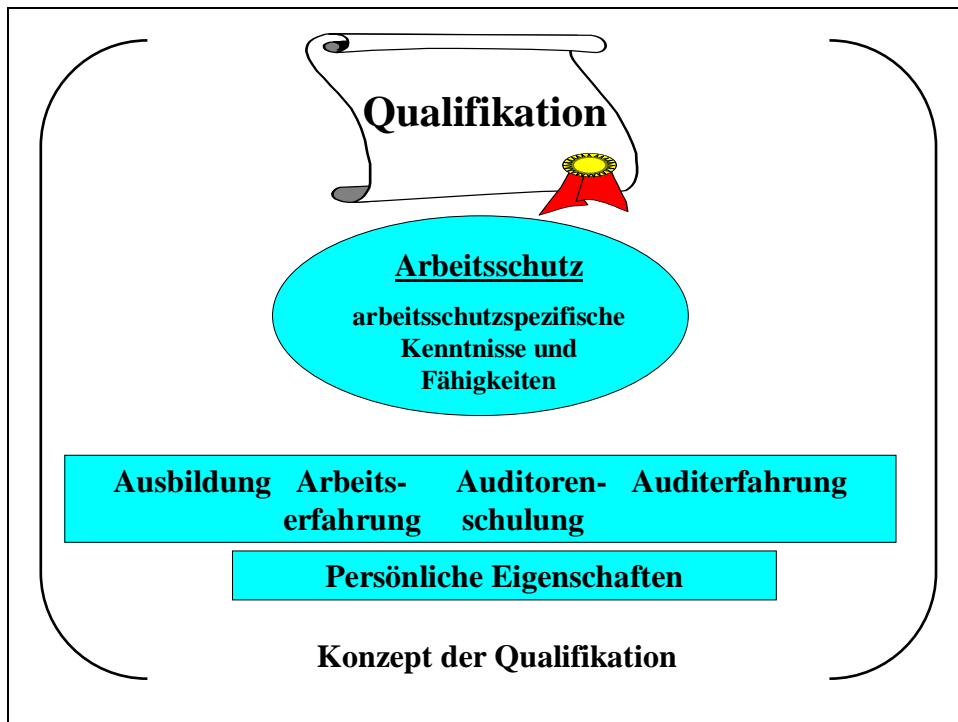 Qualifikation
Arbeitsschutz
arbeitsschutzspezifische
Kenntnisse und
Fähigkeiten
Ausbildung Arbeits- Auditoren- Auditerfahrung
erfahrung schulung
Persönliche Eigenschaften
Konzept der Qualifikation